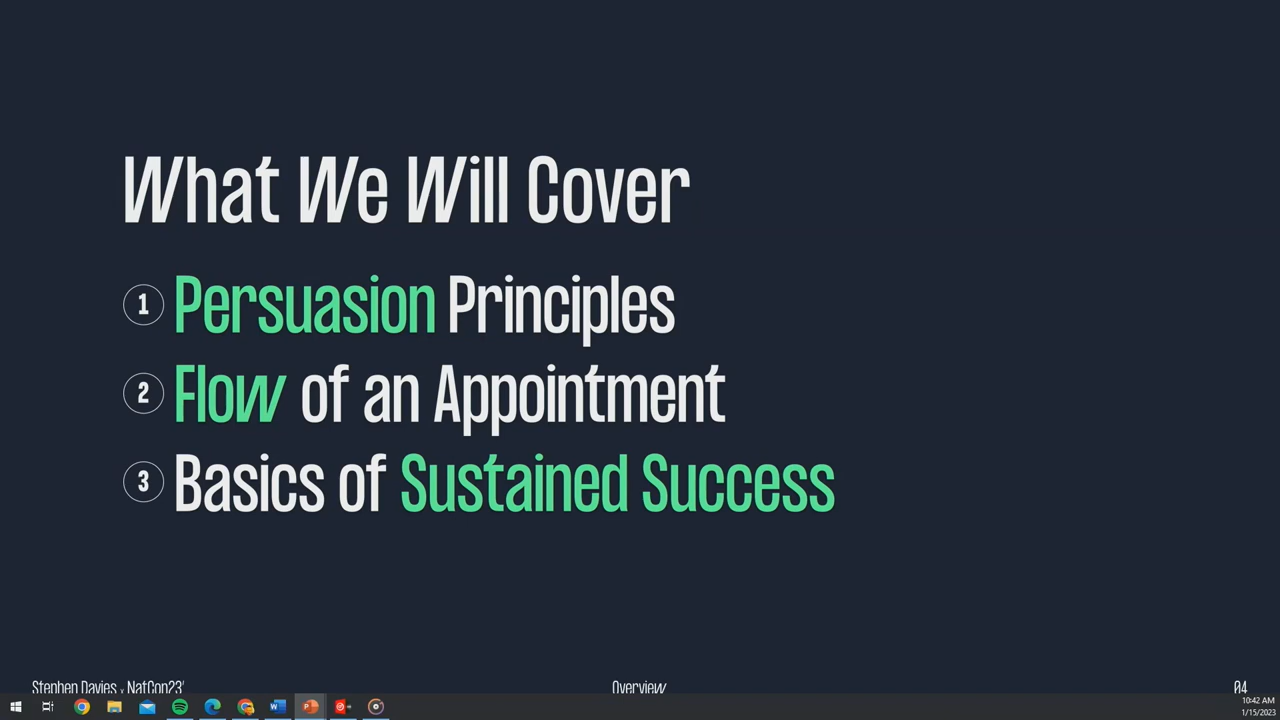 What We Will Cover
1 Persuasion Principles
2 Flow of an Appointment
3 Basics of Sustained Success
Stephen Davies x NatCon23'
Overview
04
10:42 AM
1/15/2023